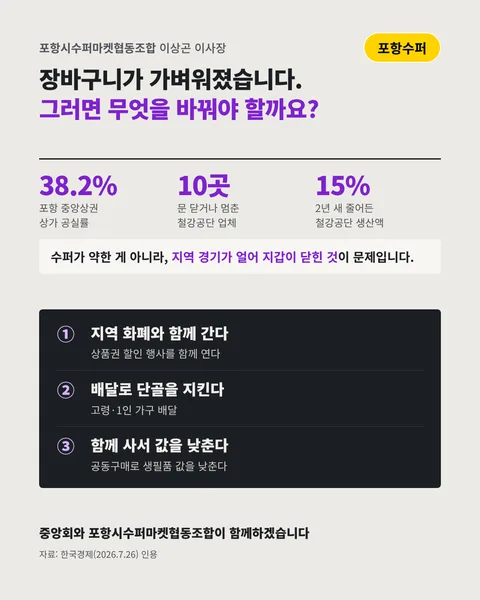 포항시수퍼마켓협동조합 이상곤 이사장
포항수퍼
장바구니가 가벼워졌습니다.
그러면 무엇을 바꿔야 할까요?
38.2%
포항 중앙상권
상가 공실률
10곳
문 닫거나 멈춘
철강공단 업체
15%
2년 새 줄어든
철강공단 생산액
수퍼가 약한 게 아니라, 지역 경기가 얼어 지갑이 닫힌 것이 문제입니다.
1 지역 화폐와 함께 간다
상품권 할인 행사를 함께 연다
2 배달로 단골을 지킨다
고령·1인 가구 배달
3 함께 사서 값을 낮춘다
공동구매로 생필품 값을 낮춘다
중앙회와 포항시수퍼마켓협동조합이 함께하겠습니다
자료: 한국경제(2026.7.26) 인용